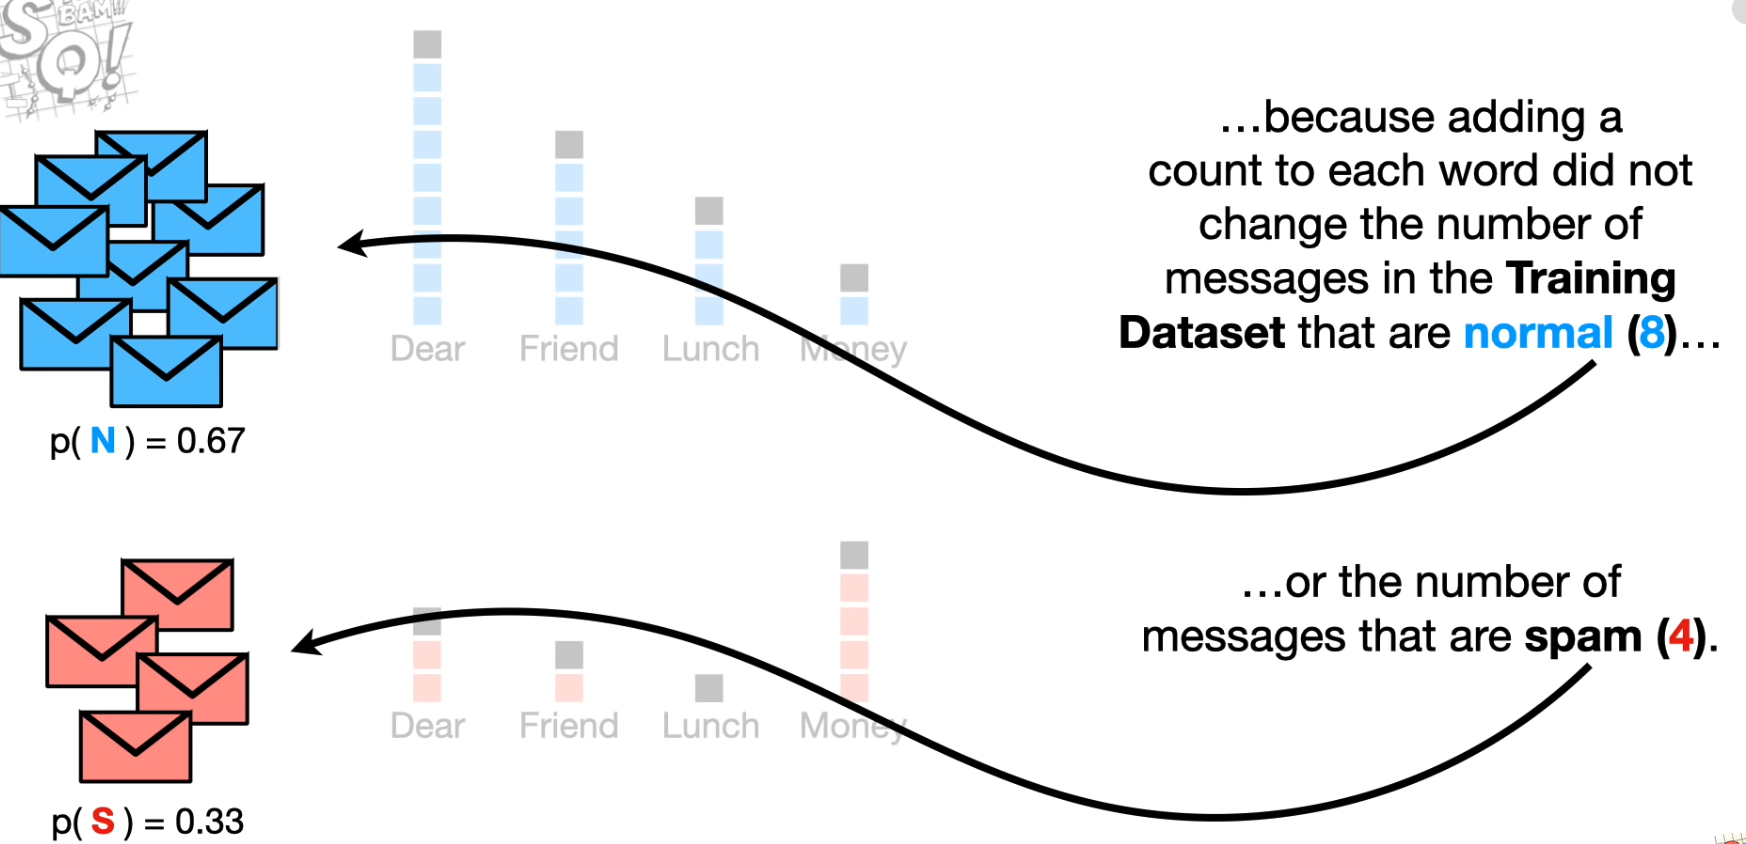 S
BAM!!!
Q!
...because adding a
count to each word did not
change the number of
messages in the Training
Dataset that are normal (8)...
Dear Friend Lunch Money
p( N ) = 0.67
...or the number of
messages that are spam (4).
Dear Friend Lunch Money
p( S ) = 0.33